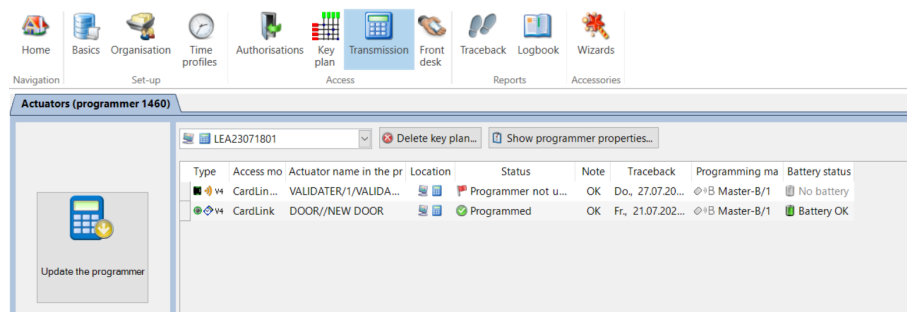 Home Basics Organisation Time profiles Authorisations Key plan Transmission Front desk Traceback Logbook Wizards
Navigation Set-up Access Reports Accessories
Actuators (programmer 1460)
LEA23071801 Delete key plan... Show programmer properties...
Type Access mo Actuator name in the pr Location Status Note Traceback Programming ma Battery status
V4 CardLin... VALIDATER/1/VALIDA... Programmer not u... OK Do., 27.07.20... B Master-B/1 No battery
V4 CardLink DOOR//NEW DOOR Programmed OK Fr., 21.07.202... B Master-B/1 Battery OK
Update the programmer